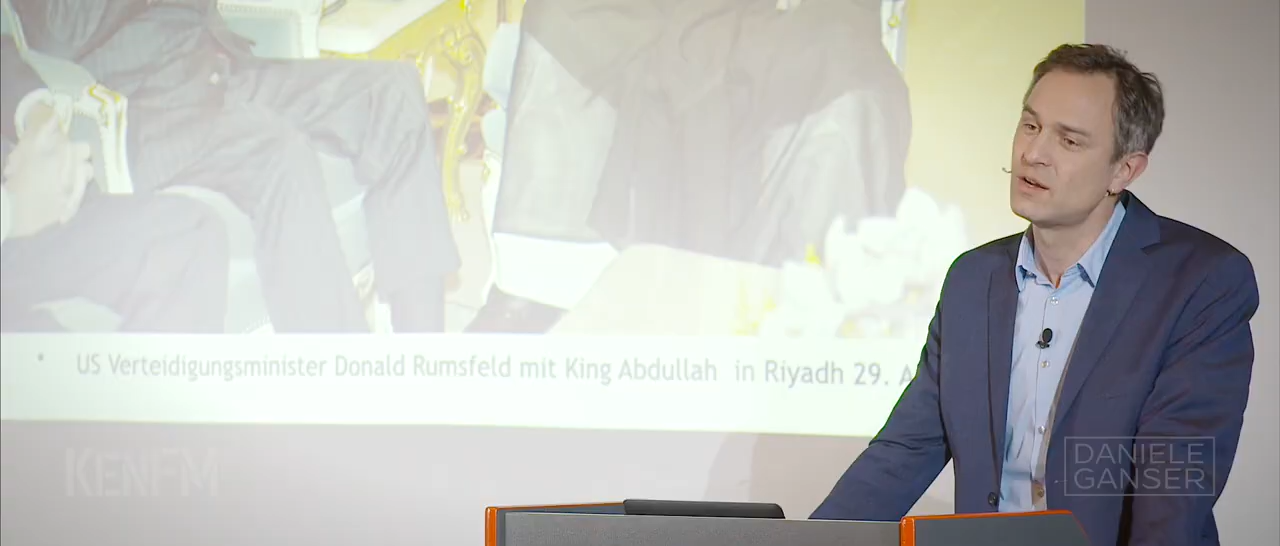 US Verteidigungsminister Donald Rumsfeld mit King Abdullah in Riyadh 29. A
KENFM
DANIELE
GANSER